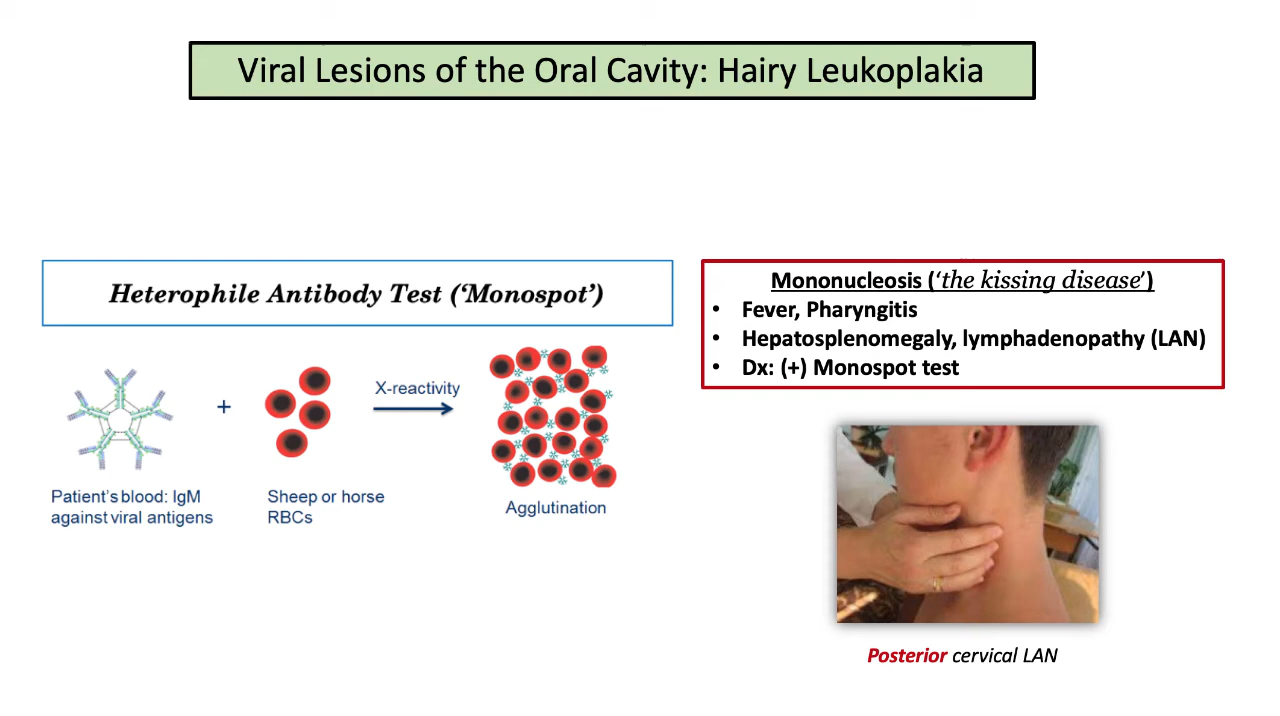 Viral Lesions of the Oral Cavity: Hairy Leukoplakia
Heterophile Antibody Test (‘Monospot’)
+
X-reactivity
Patient's blood: IgM
against viral antigens
Sheep or horse
RBCs
Agglutination
Mononucleosis (‘the kissing disease’)
• Fever, Pharyngitis
• Hepatosplenomegaly, lymphadenopathy (LAN)
• Dx: (+) Monospot test
Posterior cervical LAN